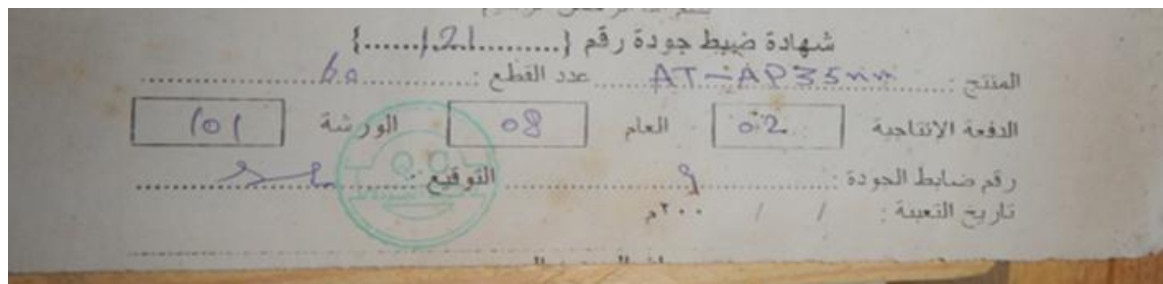 شهادة ضبط جودة رقم {.........121.......}
المنتج : ........ AT-AP35mm ........ عدد القطع : ........ 60 ........
الدفعة الانتاجية 02 العام 08 الورشة 101
رقم ضابط الجودة : ........ 9 ........ التوقيع : ........
تاريخ التعبئة : / / ٢٠٠م